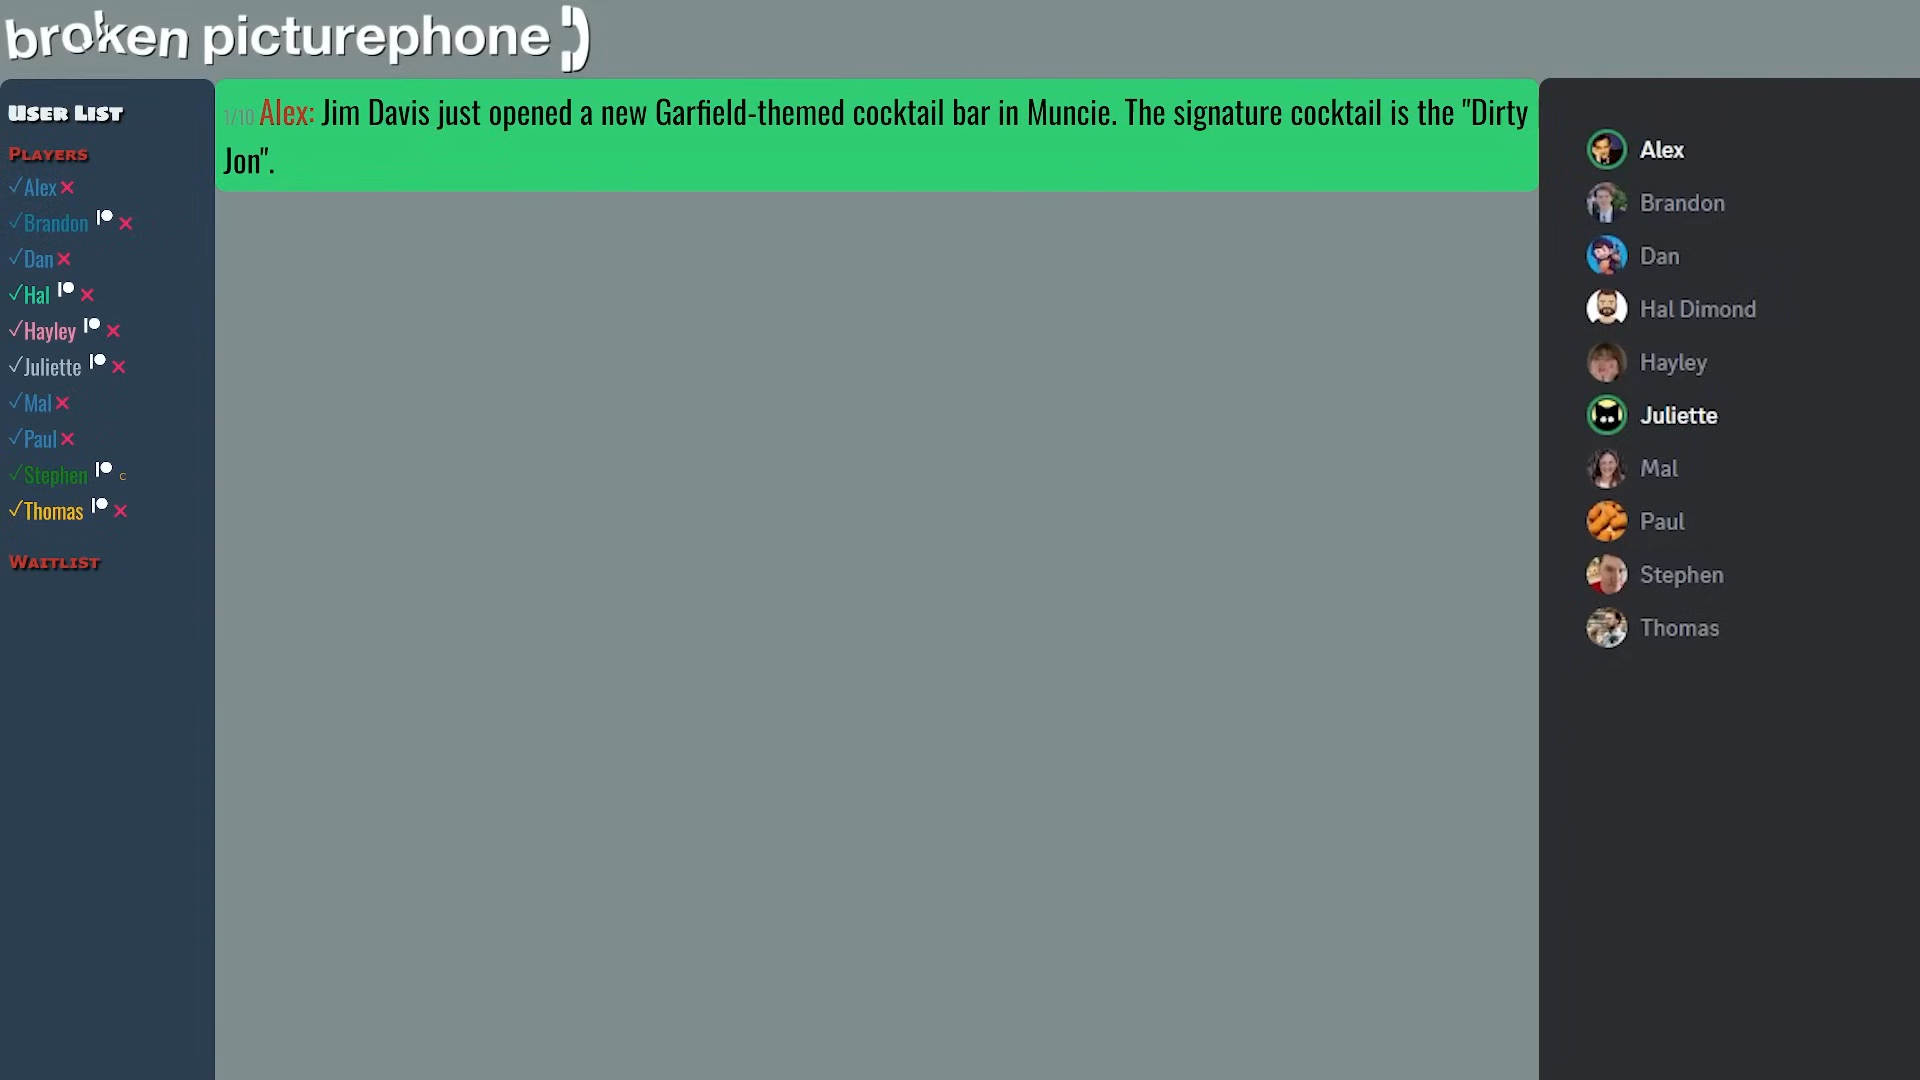 broken picturephone
User List
Players
✓Alex ×
✓Brandon ×
✓Dan ×
✓Hal ×
✓Hayley ×
✓Juliette ×
✓Mal ×
✓Paul ×
✓Stephen c
✓Thomas ×
Waitlist
1/10 Alex: Jim Davis just opened a new Garfield-themed cocktail bar in Muncie. The signature cocktail is the "Dirty
Jon".
Alex
Brandon
Dan
Hal Dimond
Hayley
Juliette
Mal
Paul
Stephen
Thomas